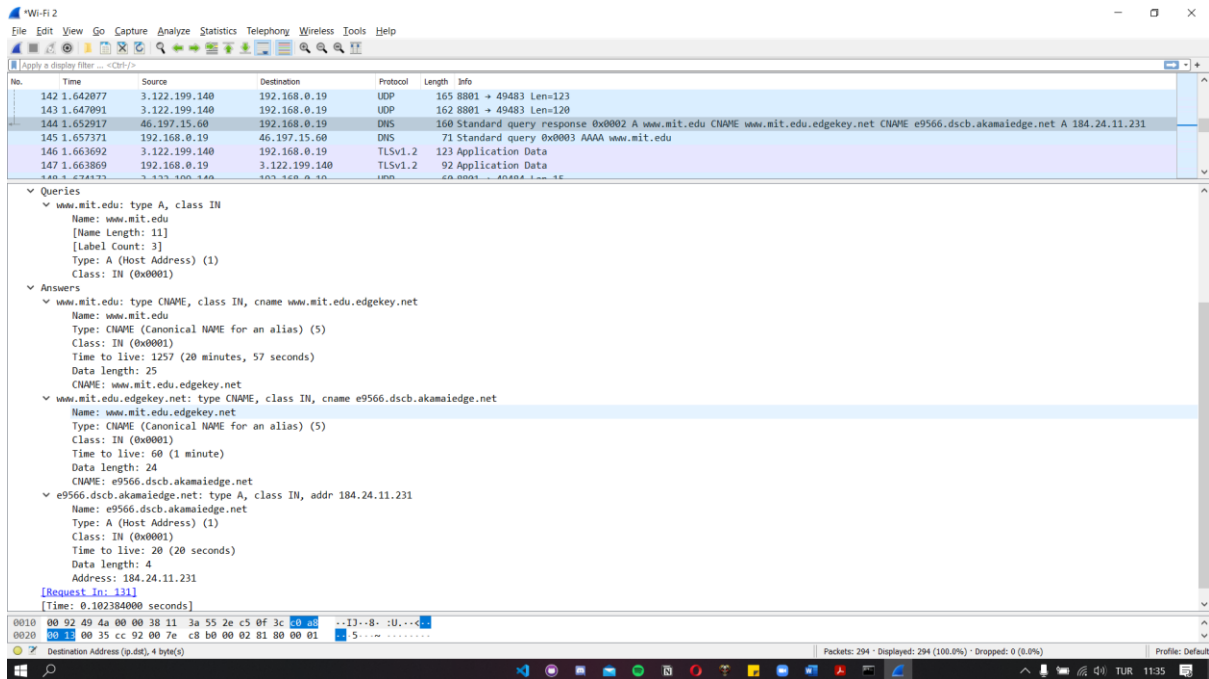 *Wi-Fi 2
File Edit View Go Capture Analyze Statistics Telephony Wireless Tools Help
Apply a display filter ... <Ctrl-/>
No. Time Source Destination Protocol Length Info
142 1.642077 3.122.199.140 192.168.0.19 UDP 165 8801 → 49483 Len=123
143 1.647091 3.122.199.140 192.168.0.19 UDP 162 8801 → 49483 Len=120
144 1.652917 46.197.15.60 192.168.0.19 DNS 160 Standard query response 0x0002 A www.mit.edu CNAME www.mit.edu.edgekey.net CNAME e9566.dscb.akamaiedge.net A 184.24.11.231
145 1.657371 192.168.0.19 46.197.15.60 DNS 71 Standard query 0x0003 AAAA www.mit.edu
146 1.663692 3.122.199.140 192.168.0.19 TLSv1.2 123 Application Data
147 1.663869 192.168.0.19 3.122.199.140 TLSv1.2 92 Application Data
Queries
www.mit.edu: type A, class IN
Name: www.mit.edu
[Name Length: 11]
[Label Count: 3]
Type: A (Host Address) (1)
Class: IN (0x0001)
Answers
www.mit.edu: type CNAME, class IN, cname www.mit.edu.edgekey.net
Name: www.mit.edu
Type: CNAME (Canonical NAME for an alias) (5)
Class: IN (0x0001)
Time to live: 1257 (20 minutes, 57 seconds)
Data length: 25
CNAME: www.mit.edu.edgekey.net
www.mit.edu.edgekey.net: type CNAME, class IN, cname e9566.dscb.akamaiedge.net
Name: www.mit.edu.edgekey.net
Type: CNAME (Canonical NAME for an alias) (5)
Class: IN (0x0001)
Time to live: 60 (1 minute)
Data length: 24
CNAME: e9566.dscb.akamaiedge.net
e9566.dscb.akamaiedge.net: type A, class IN, addr 184.24.11.231
Name: e9566.dscb.akamaiedge.net
Type: A (Host Address) (1)
Class: IN (0x0001)
Time to live: 20 (20 seconds)
Data length: 4
Address: 184.24.11.231
[Request In: 131]
[Time: 0.102384000 seconds]
0010 00 92 49 4a 00 00 38 11 3a 55 2e c5 0f 3c c0 a8 ··IJ··8· :U.··<··
0020 00 13 00 35 cc 92 00 7e c8 b0 00 02 81 80 00 01 ···5···~ ········
Destination Address (ip.dst), 4 byte(s) Packets: 294 · Displayed: 294 (100.0%) · Dropped: 0 (0.0%) Profile: Default
TUR 11:35